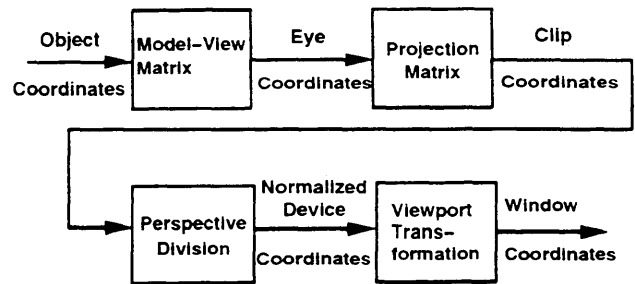 Object
Coordinates
Model-View
Matrix
Eye
Coordinates
Projection
Matrix
Clip
Coordinates
Perspective
Division
Normalized
Device
Coordinates
Viewport
Trans-
formation
Window
Coordinates